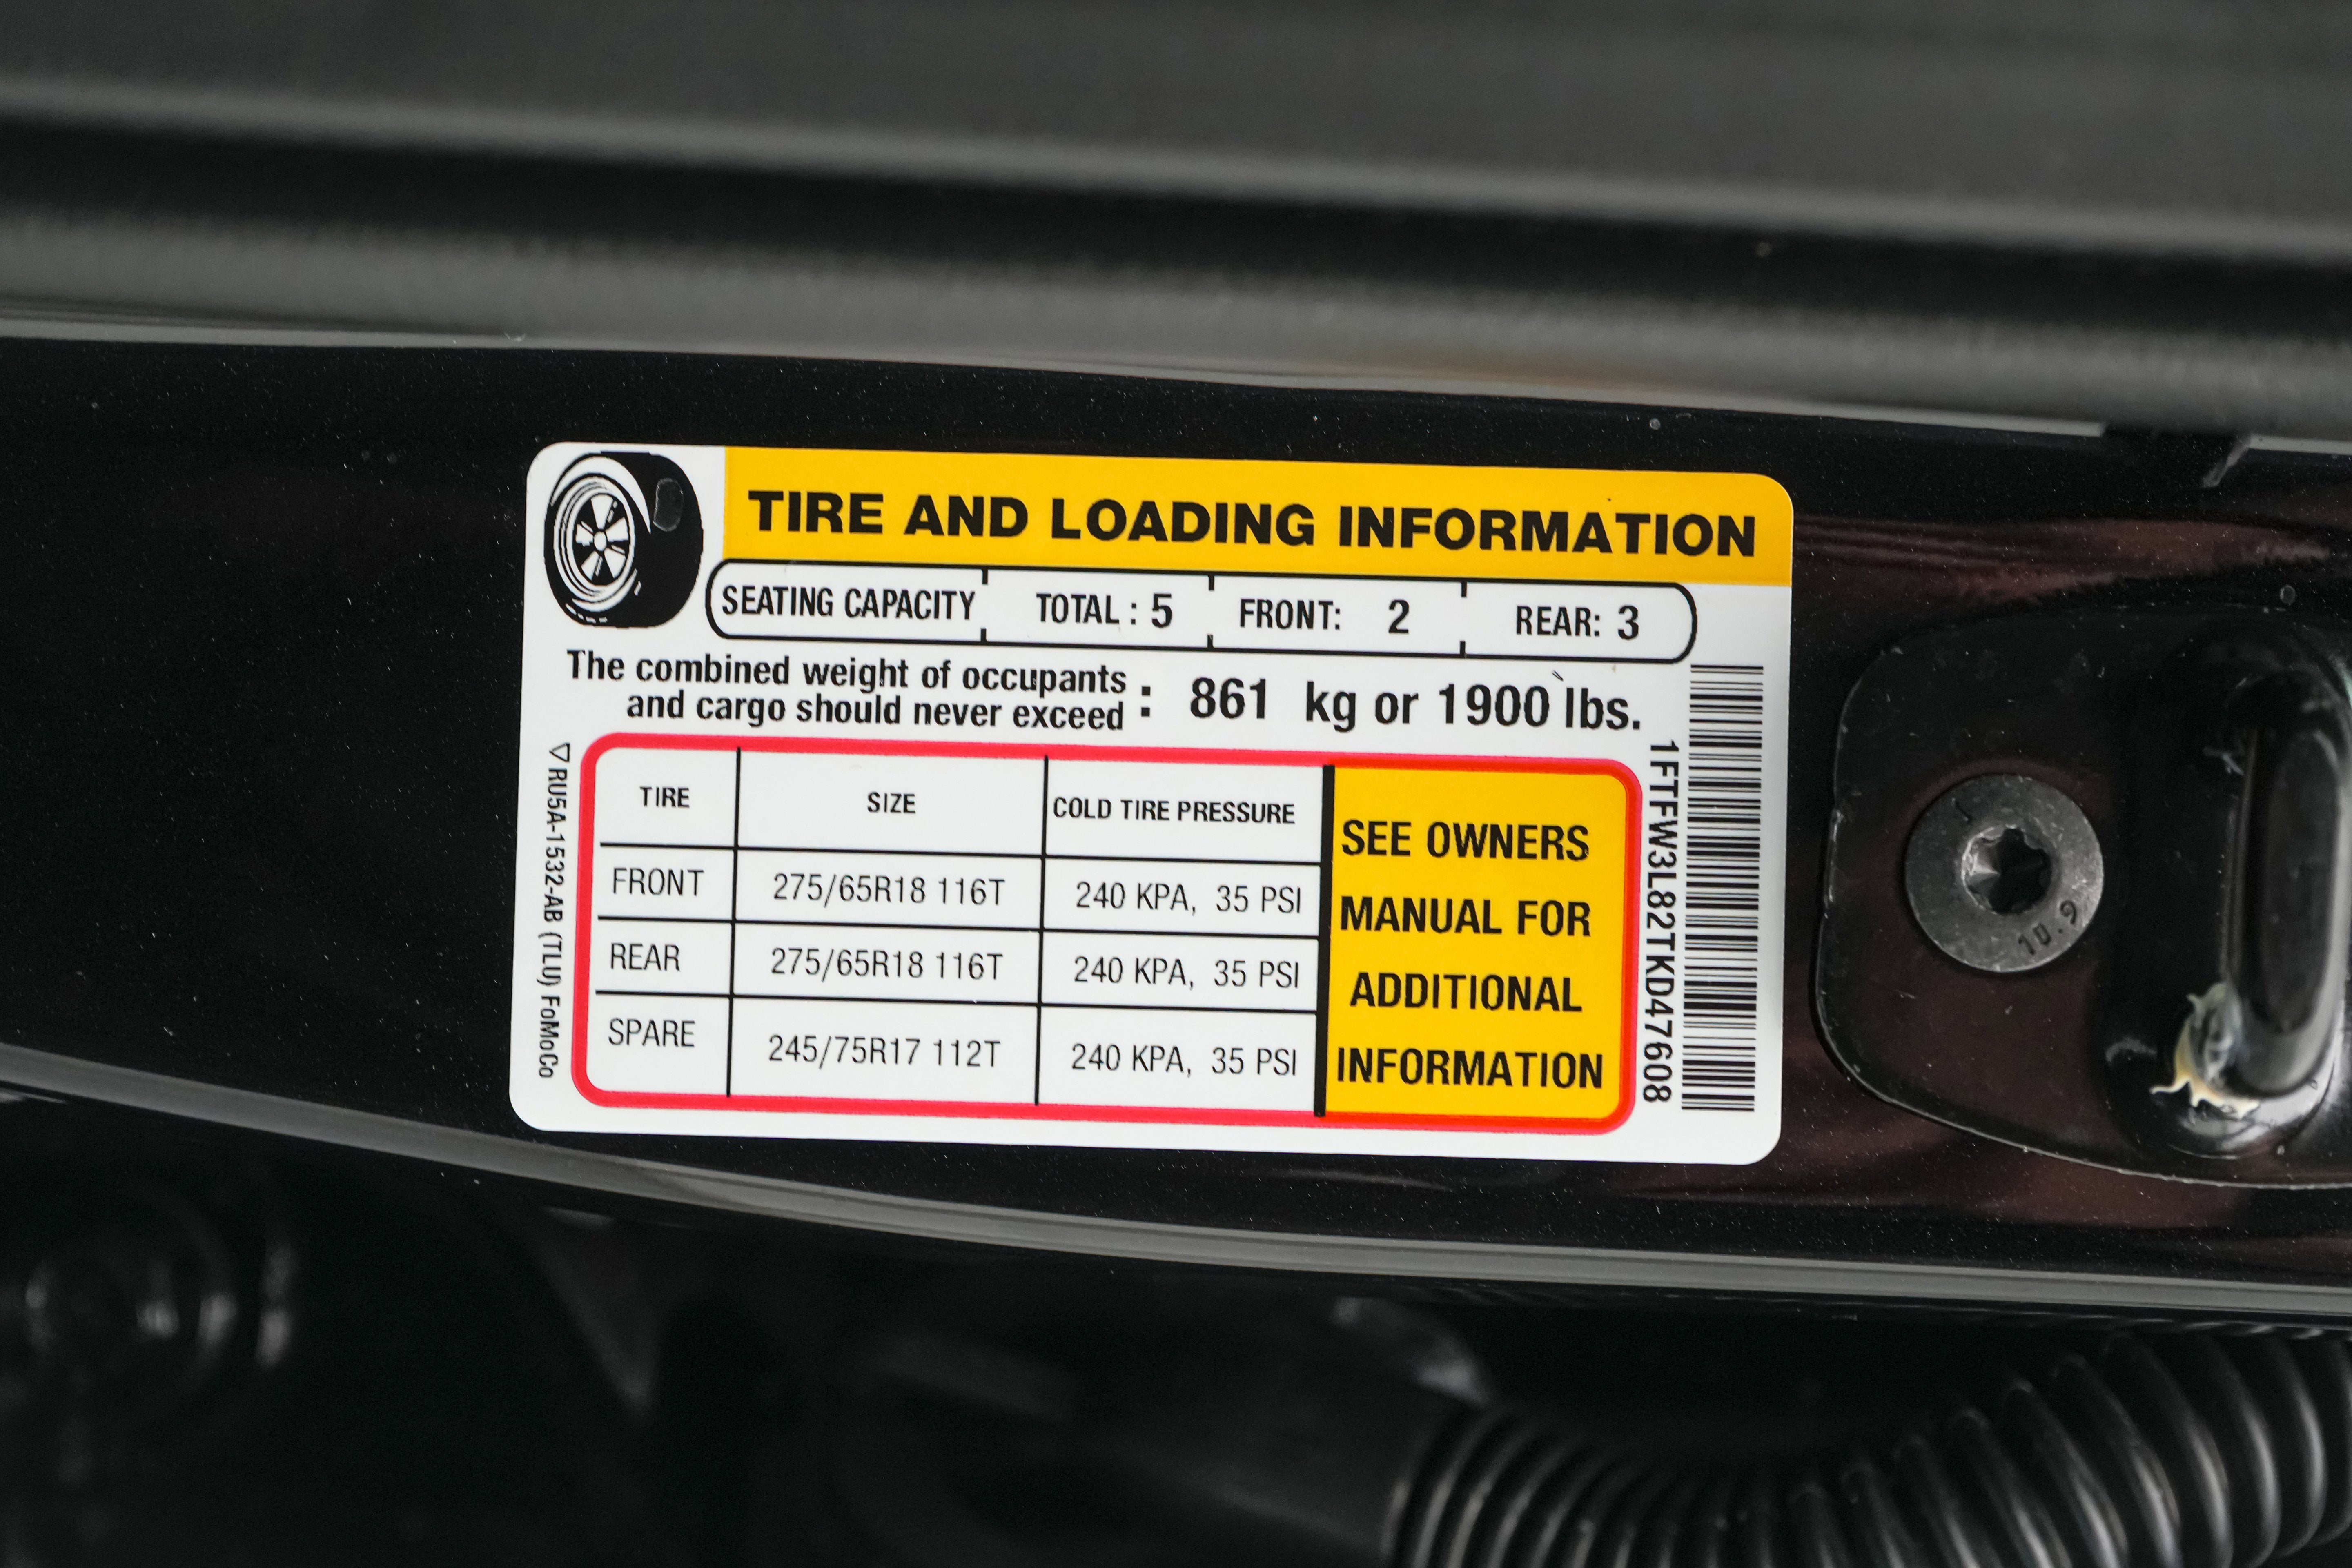 TIRE AND LOADING INFORMATION
SEATING CAPACITY TOTAL : 5 FRONT: 2 REAR: 3
The combined weight of occupants
and cargo should never exceed : 861 kg or 1900 lbs.
TIRE SIZE COLD TIRE PRESSURE
FRONT 275/65R18 116T 240 KPA, 35 PSI
REAR 275/65R18 116T 240 KPA, 35 PSI
SPARE 245/75R17 112T 240 KPA, 35 PSI
SEE OWNERS
MANUAL FOR
ADDITIONAL
INFORMATION
RU5A-1532-AB (TLU) FoMoCo
1FTFW3L82TKD47608
10.9